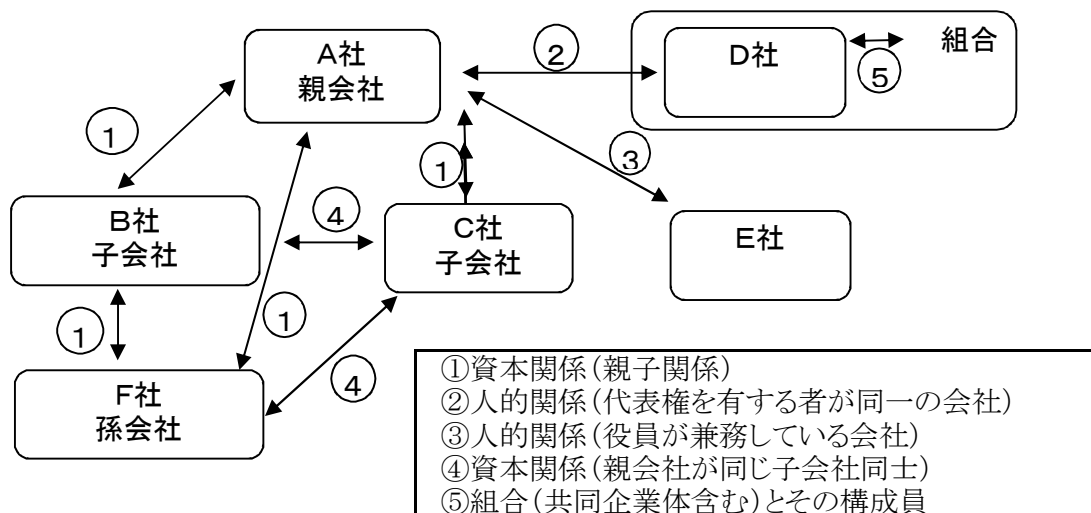 A社
親会社
②
D社
組合
⑤
①
③
①
B社
子会社
④
C社
子会社
E社
①
①
④
F社
孫会社
①資本関係(親子関係)
②人的関係(代表権を有する者が同一の会社)
③人的関係(役員が兼務している会社)
④資本関係(親会社が同じ子会社同士)
⑤組合(共同企業体含む)とその構成員